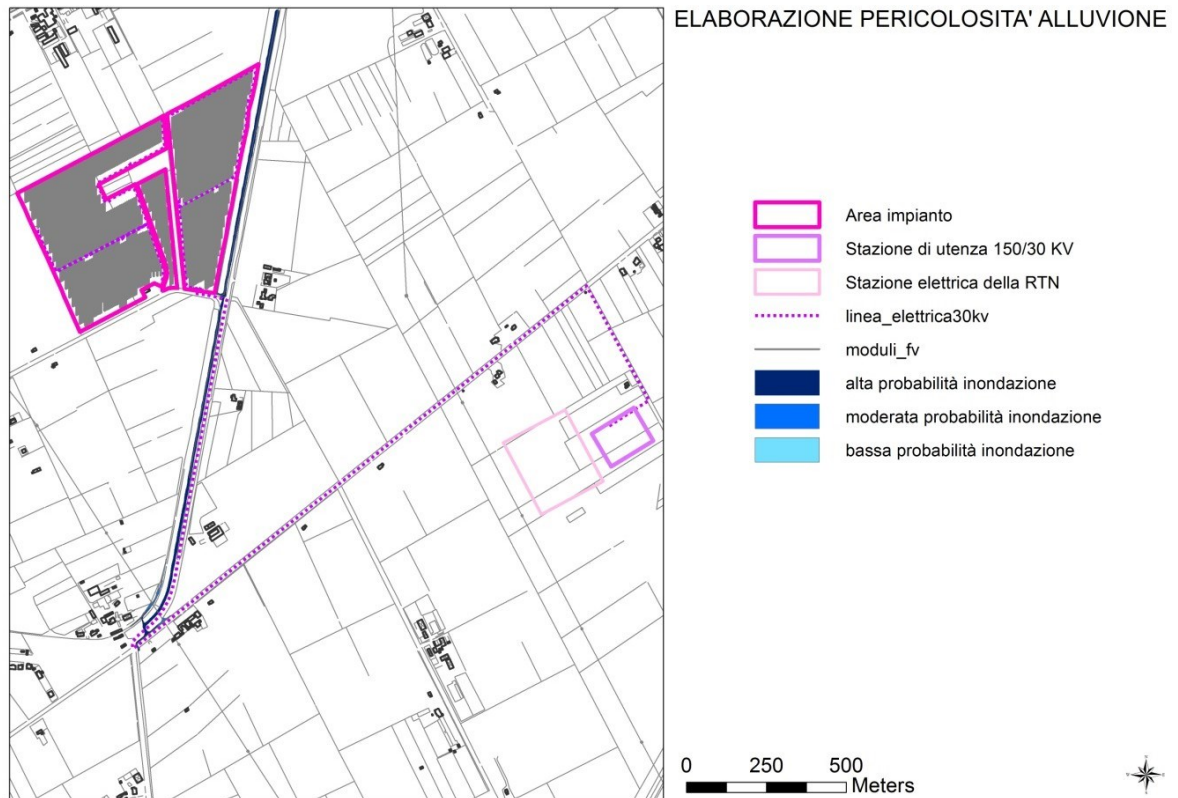 ELABORAZIONE PERICOLOSITA' ALLUVIONE
Area impianto
Stazione di utenza 150/30 KV
Stazione elettrica della RTN
linea_elettrica30kv
moduli_fv
alta probabilità inondazione
moderata probabilità inondazione
bassa probabilità inondazione
0 250 500
Meters